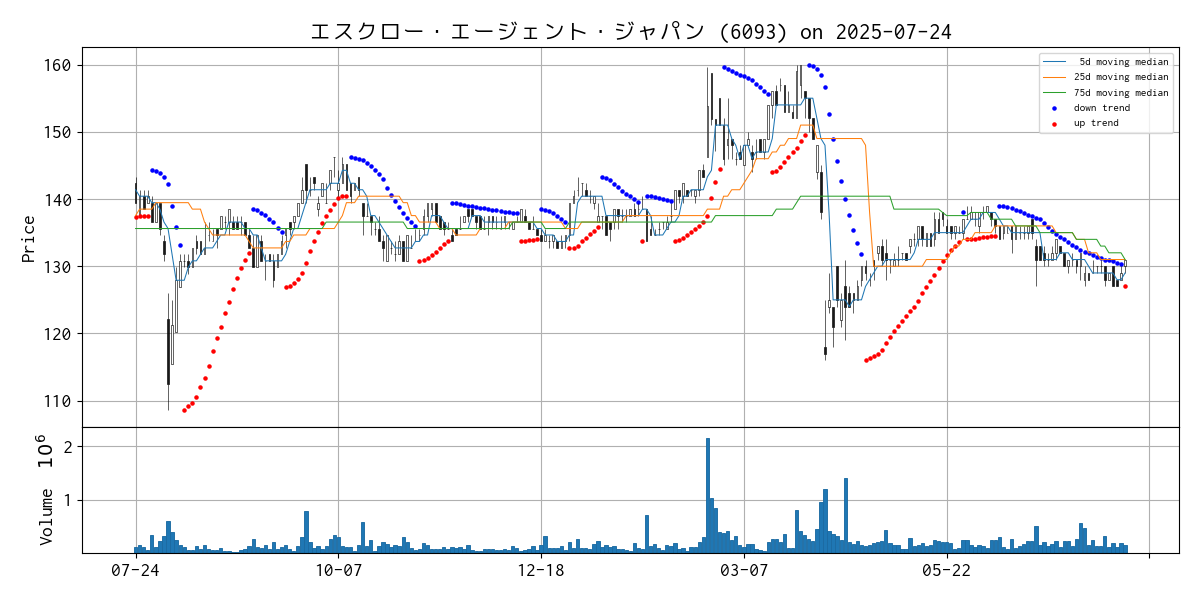 エスクロー・エージェント・ジャパン (6093) on 2025-07-24
160
150
140
130
120
110
Price
5d moving median
25d moving median
75d moving median
down trend
up trend
2
1
Volume 10^6
07-24
10-07
12-18
03-07
05-22